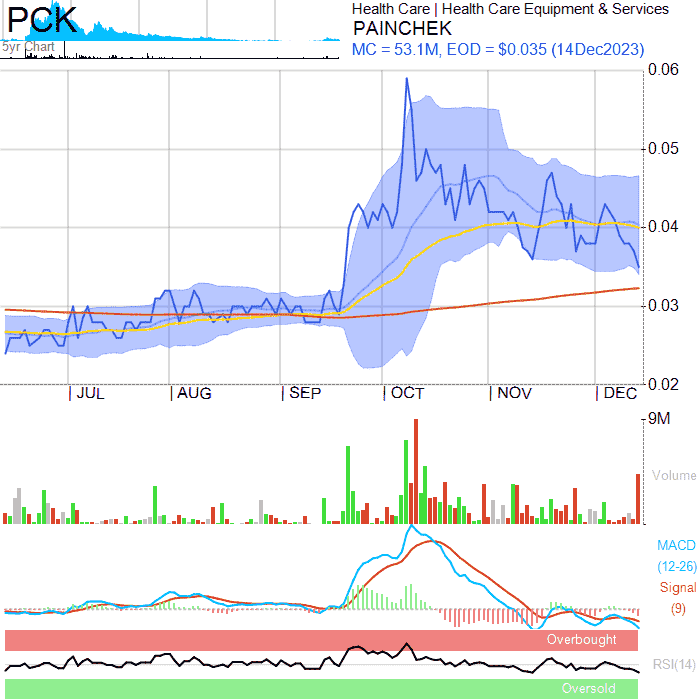 PCK
5yr Chart
Health Care | Health Care Equipment & Services
PAINCHEK
MC = 53.1M, EOD = $0.035 (14Dec2023)
0.06
0.05
0.04
0.03
0.02
| JUL | AUG | SEP | OCT | NOV | DEC
9M
Volume
MACD
(12-26)
Signal
(9)
Overbought
RSI(14)
Oversold